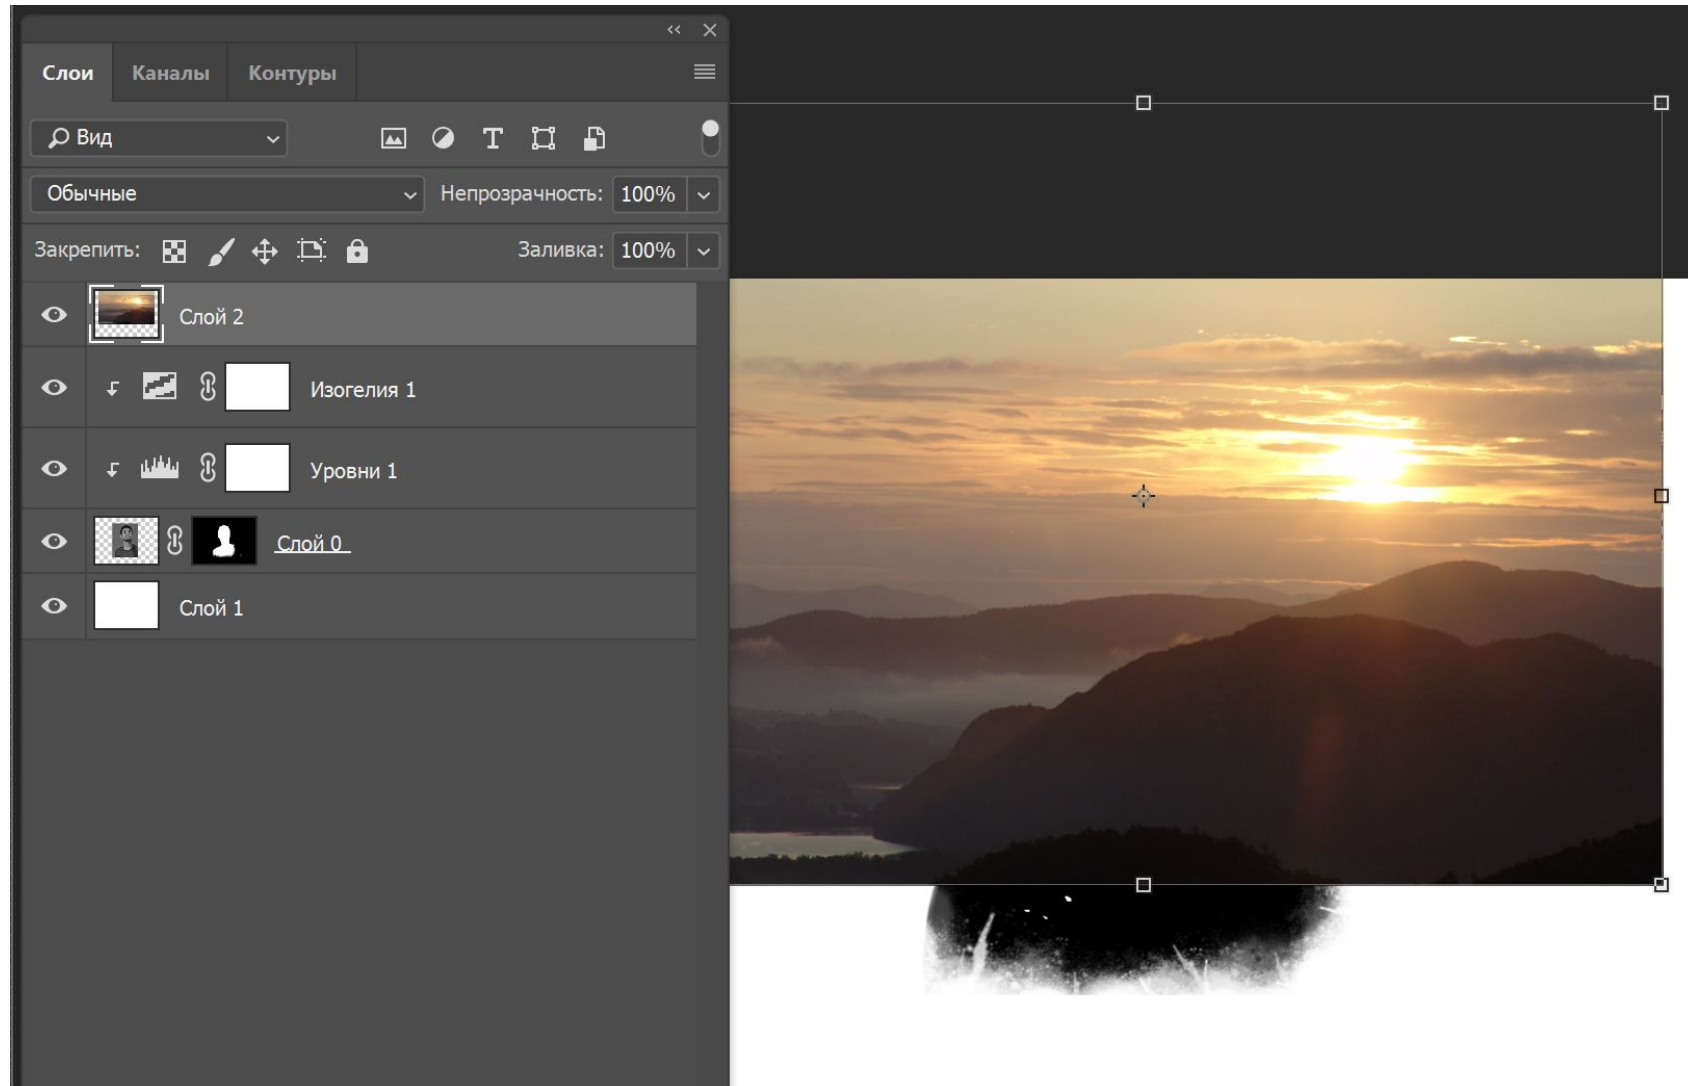 Слои Каналы Контуры
Вид
Обычные Непрозрачность: 100%
Закрепить: Заливка: 100%
Слой 2
Изогелия 1
Уровни 1
Слой 0
Слой 1